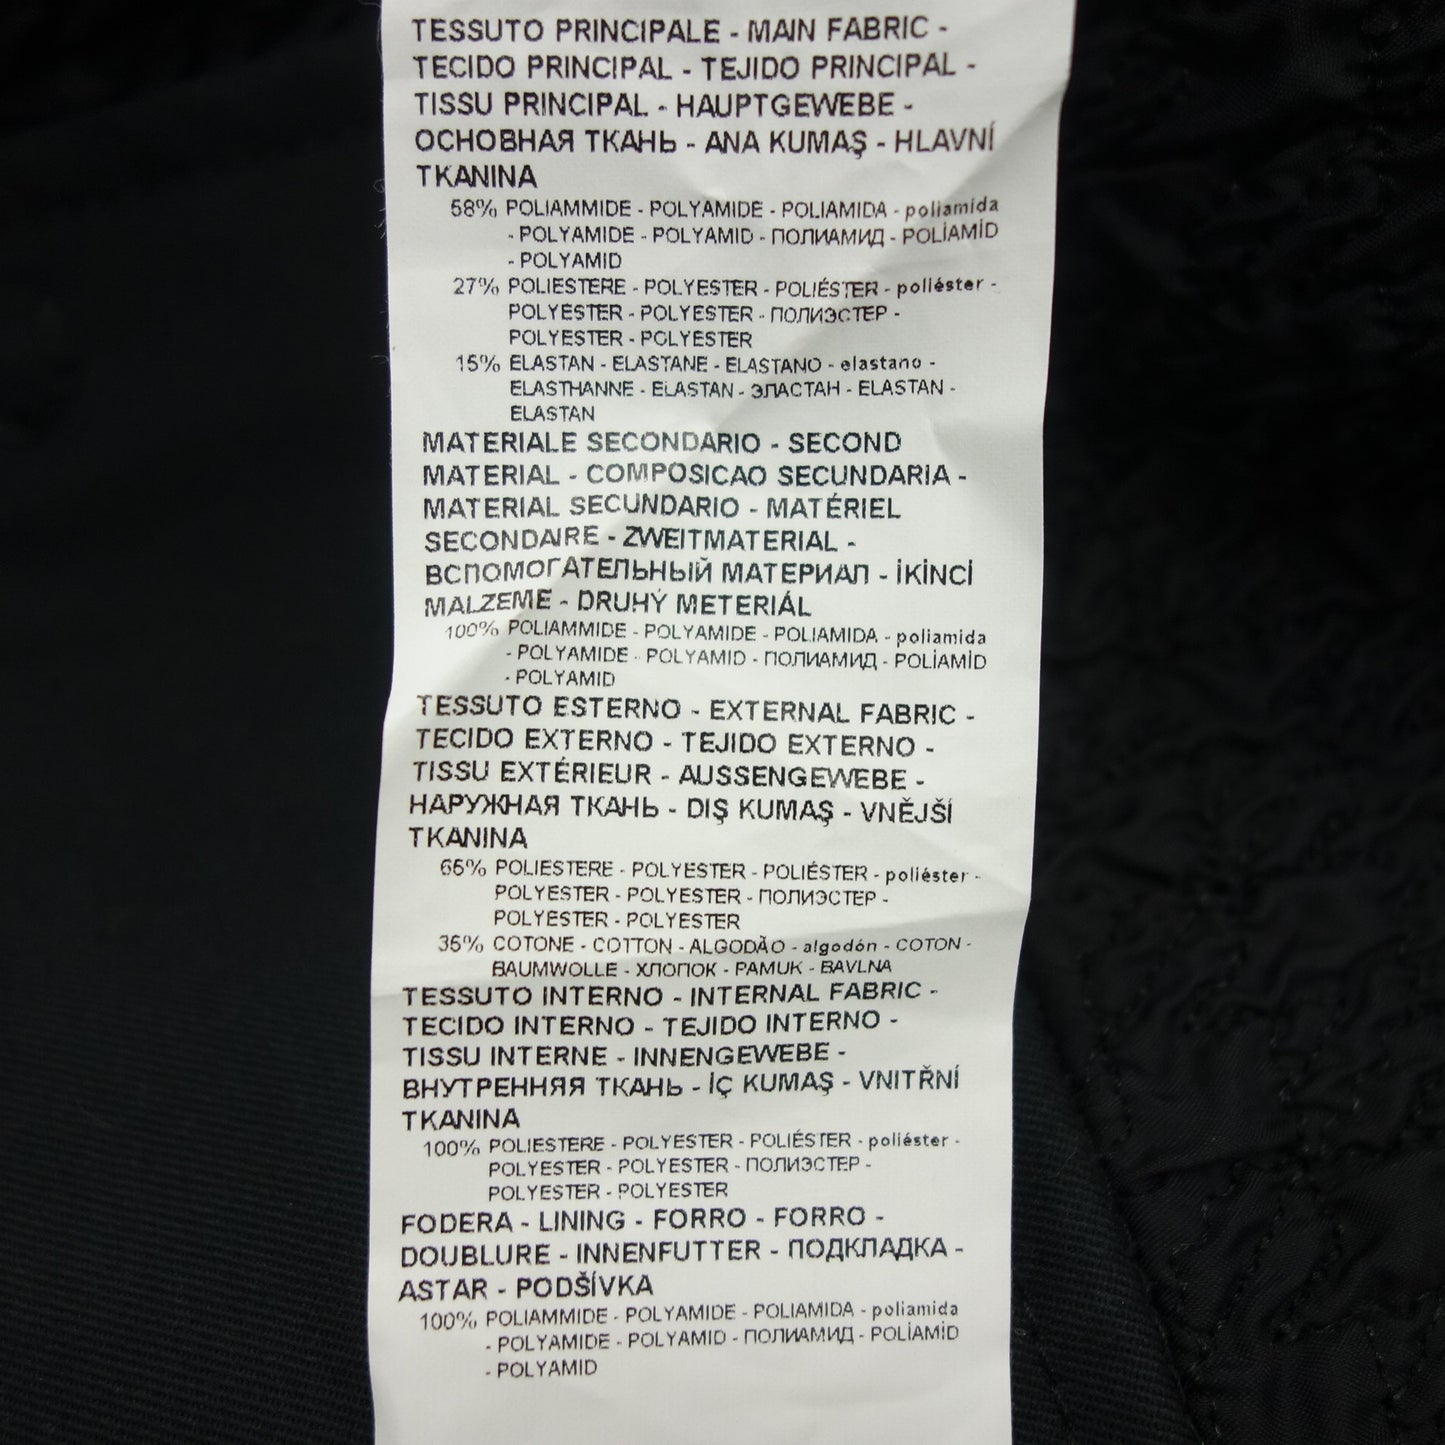 TESSUTO PRINCIPALE - MAIN FABRIC -
TECIDO PRINCIPAL - TEJIDO PRINCIPAL -
TISSU PRINCIPAL - HAUPTGEWEBE -
ОСНОВНАЯ ТКАНЬ - ANA KUMAŞ - HLAVNÍ
TKANINA
58% POLIAMMIDE - POLYAMIDE - POLIAMIDA - poliamida
- POLYAMIDE - POLYAMID - ПОЛИАМИД - POLİAMİD
- POLYAMID
27% POLIESTERE - POLYESTER - POLIÉSTER - poliéster -
POLYESTER - POLYESTER - ПОЛИЭСТЕР -
POLYESTER - POLYESTER
15% ELASTAN - ELASTANE - ELASTANO - elastano -
ELASTHANNE - ELASTAN - ЭЛАСТАН - ELASTAN -
ELASTAN
MATERIALE SECONDARIO - SECOND
MATERIAL - COMPOSICAO SECUNDARIA -
MATERIAL SECUNDARIO - MATÉRIEL
SECONDAIRE - ZWEITMATERIAL -
ВСПОМОГАТЕЛЬНЫЙ МАТЕРИАЛ - İKİNCİ
MALZEME - DRUHÝ METERIÁL
100% POLIAMMIDE - POLYAMIDE - POLIAMIDA - poliamida
- POLYAMIDE - POLYAMID - ПОЛИАМИД - POLİAMİD
- POLYAMID
TESSUTO ESTERNO - EXTERNAL FABRIC -
TECIDO EXTERNO - TEJIDO EXTERNO -
TISSU EXTÉRIEUR - AUSSENGEWEBE -
НАРУЖНАЯ ТКАНЬ - DIŞ KUMAŞ - VNĚJŠÍ
TKANINA
65% POLIESTERE - POLYESTER - POLIÉSTER - poliéster -
POLYESTER - POLYESTER - ПОЛИЭСТЕР -
POLYESTER - POLYESTER
35% COTONE - COTTON - ALGODÃO - algodón - COTON -
BAUMWOLLE - ХЛОПОК - PAMUK - BAVLNA
TESSUTO INTERNO - INTERNAL FABRIC -
TECIDO INTERNO - TEJIDO INTERNO -
TISSU INTERNE - INNENGEWEBE -
ВНУТРЕННЯЯ ТКАНЬ - İÇ KUMAŞ - VNITŘNÍ
TKANINA
100% POLIESTERE - POLYESTER - POLIÉSTER - poliéster -
POLYESTER - POLYESTER - ПОЛИЭСТЕР -
POLYESTER - POLYESTER
FODERA - LINING - FORRO - FORRO -
DOUBLURE - INNENFUTTER - ПОДКЛАДКА -
ASTAR - PODŠÍVKA
100% POLIAMMIDE - POLYAMIDE - POLIAMIDA - poliamida
- POLYAMIDE - POLYAMID - ПОЛИАМИД - POLİAMİD
- POLYAMID